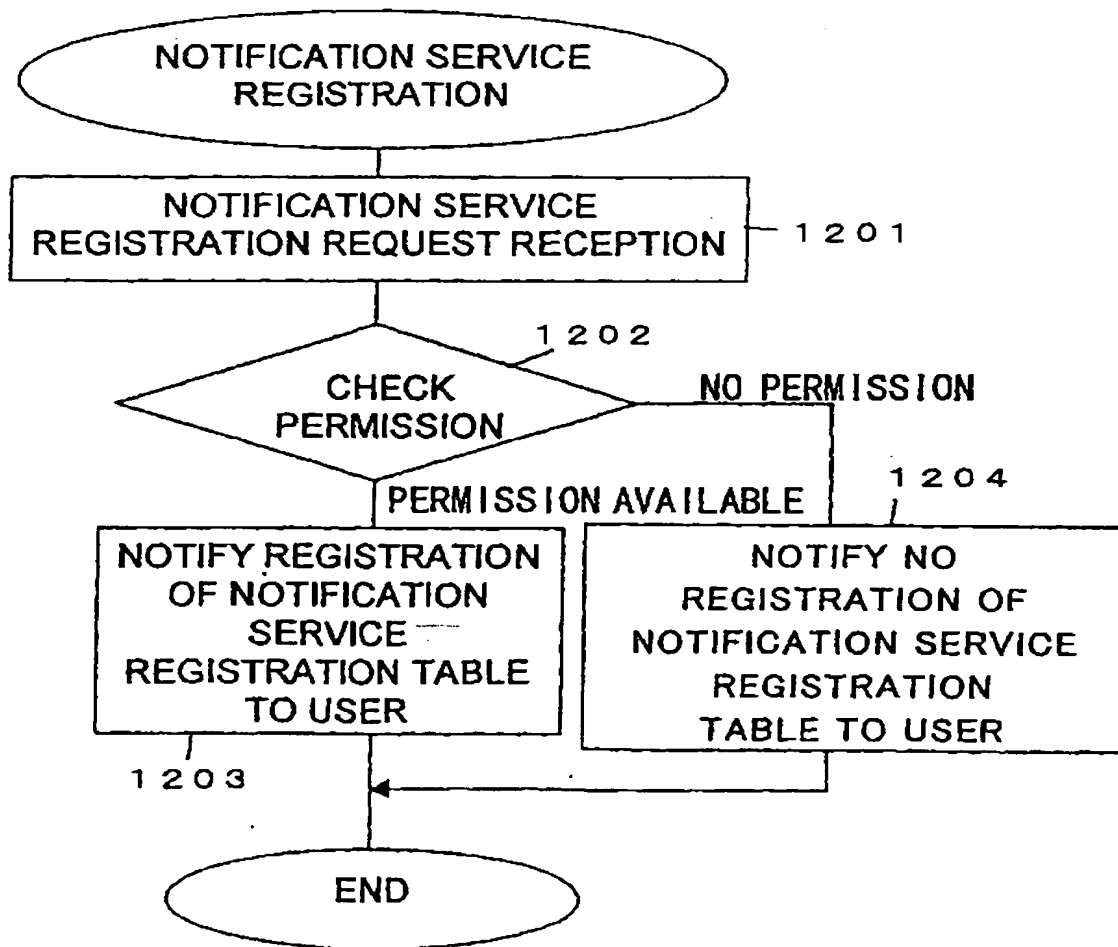 NOTIFICATION SERVICE
REGISTRATION
NOTIFICATION SERVICE
REGISTRATION REQUEST RECEPTION
1201
1202
CHECK
PERMISSION
NO PERMISSION
PERMISSION AVAILABLE
1204
NOTIFY REGISTRATION
OF NOTIFICATION
SERVICE
REGISTRATION TABLE
TO USER
NOTIFY NO
REGISTRATION OF
NOTIFICATION SERVICE
REGISTRATION
TABLE TO USER
1203
END